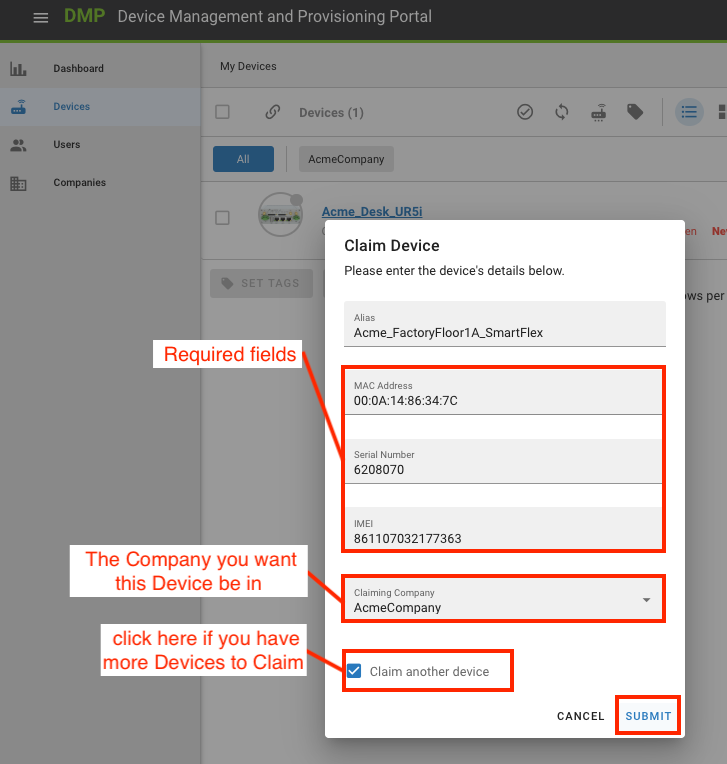 DMP Device Management and Provisioning Portal
Dashboard
Devices
Users
Companies
My Devices
Devices (1)
All
AcmeCompany
Acme_Desk_UR5i
en
New
SET TAGS
ows per
Claim Device
Please enter the device's details below.
Alias
Acme_FactoryFloor1A_SmartFlex
Required fields
MAC Address
00:0A:14:86:34:7C
Serial Number
6208070
IMEI
861107032177363
The Company you want
this Device be in
Claiming Company
AcmeCompany
click here if you have
more Devices to Claim
Claim another device
CANCEL
SUBMIT